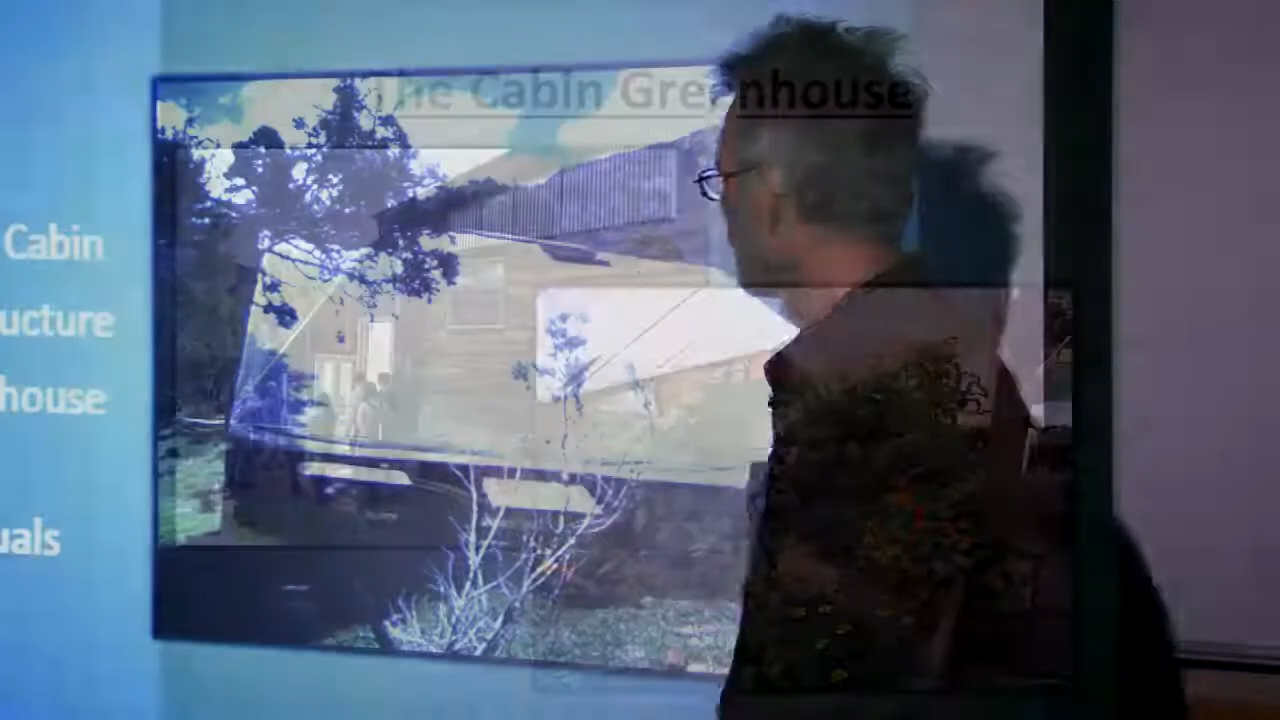 The Cabin Greenhouse
Cabin
ucture
house
uals